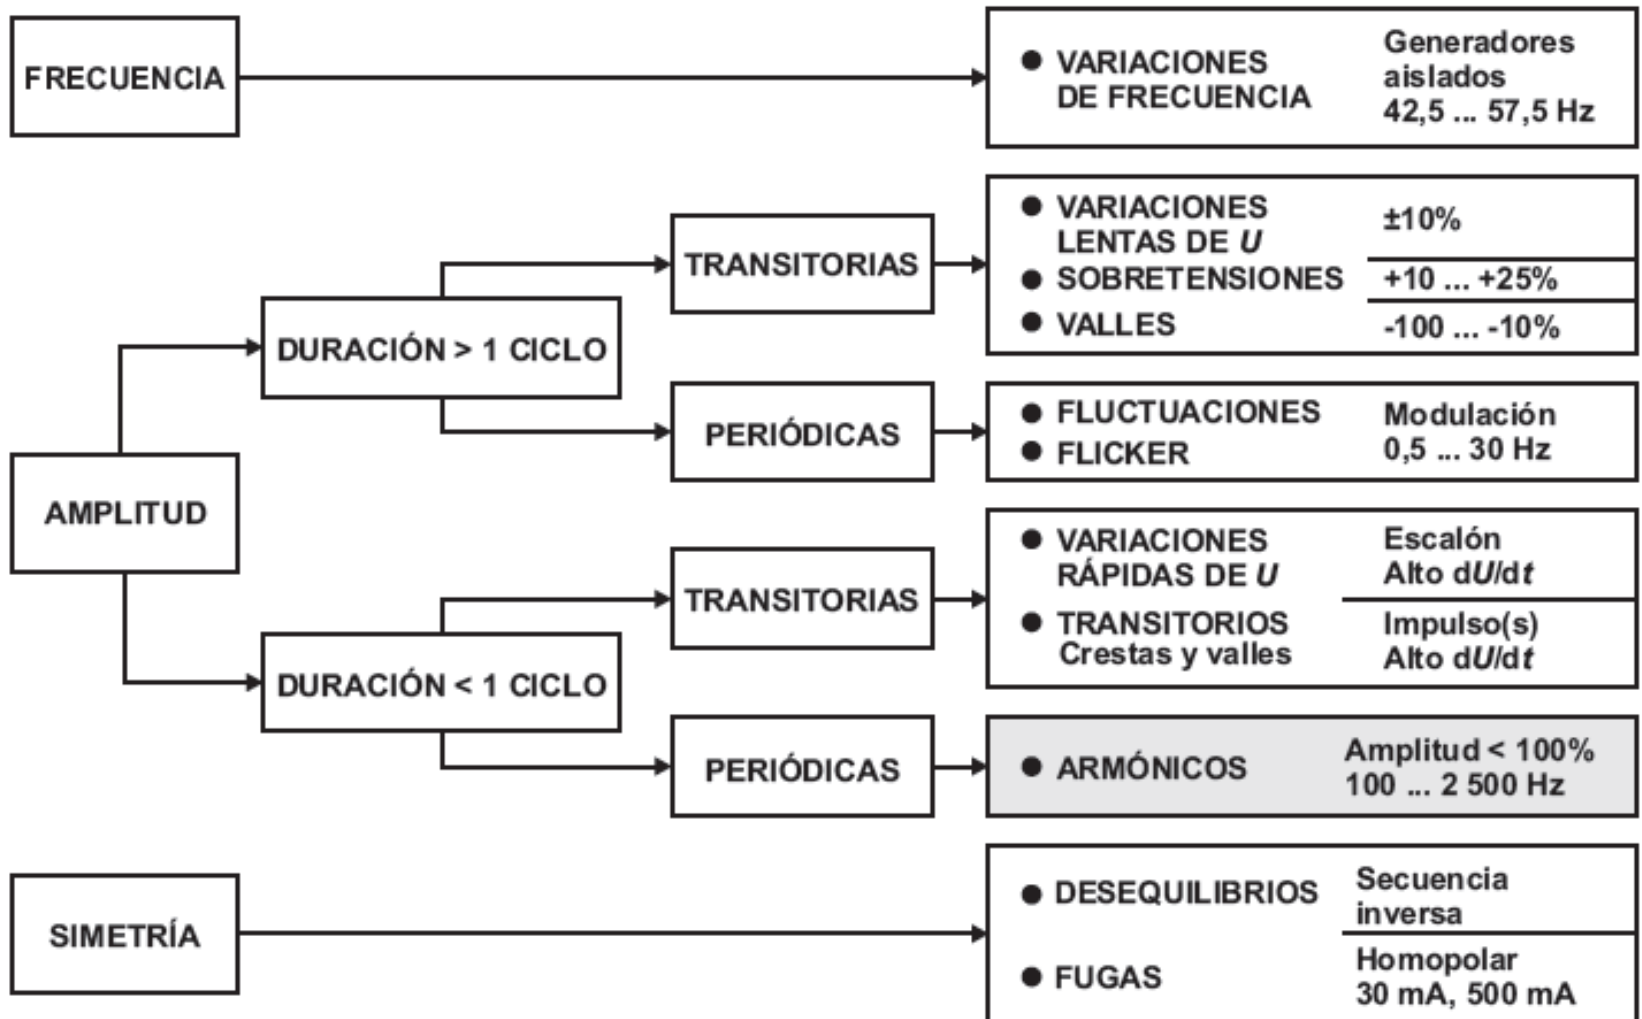 FRECUENCIA
VARIACIONES
DE FRECUENCIA
Generadores
aislados
42,5 ... 57,5 Hz
AMPLITUD
DURACIÓN > 1 CICLO
TRANSITORIAS
VARIACIONES
LENTAS DE U
±10%
SOBRETENSIONES
+10 ... +25%
VALLES
-100 ... -10%
PERIÓDICAS
FLUCTUACIONES
FLICKER
Modulación
0,5 ... 30 Hz
DURACIÓN < 1 CICLO
TRANSITORIAS
VARIACIONES
RÁPIDAS DE U
Escalón
Alto dU/dt
TRANSITORIOS
Crestas y valles
Impulso(s)
Alto dU/dt
PERIÓDICAS
ARMÓNICOS
Amplitud < 100%
100 ... 2 500 Hz
SIMETRÍA
DESEQUILIBRIOS
Secuencia
inversa
FUGAS
Homopolar
30 mA, 500 mA